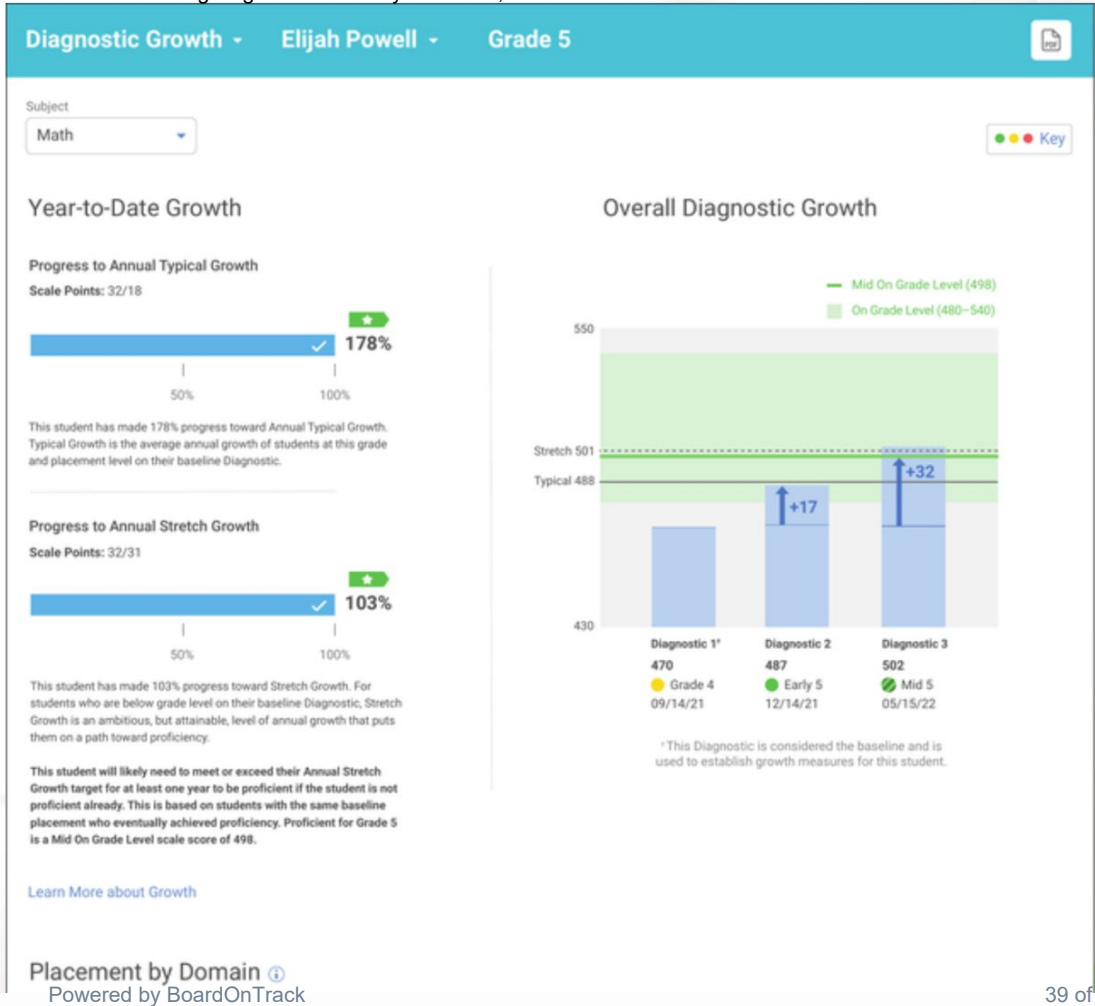 Diagnostic Growth Elijah Powell Grade 5
PDF
Subject
Math
Key
Year-to-Date Growth
Progress to Annual Typical Growth
Scale Points: 32/18
178%
50% 100%
This student has made 178% progress toward Annual Typical Growth.
Typical Growth is the average annual growth of students at this grade
and placement level on their baseline Diagnostic.
Progress to Annual Stretch Growth
Scale Points: 32/31
103%
50% 100%
This student has made 103% progress toward Stretch Growth. For
students who are below grade level on their baseline Diagnostic, Stretch
Growth is an ambitious, but attainable, level of annual growth that puts
them on a path toward proficiency.
This student will likely need to meet or exceed their Annual Stretch
Growth target for at least one year to be proficient if the student is not
proficient already. This is based on students with the same baseline
placement who eventually achieved proficiency. Proficient for Grade 5
is a Mid On Grade Level scale score of 498.
Learn More about Growth
Overall Diagnostic Growth
Mid On Grade Level (498)
On Grade Level (480–540)
550
Stretch 501
+32
Typical 488
+17
430
Diagnostic 1† Diagnostic 2 Diagnostic 3
470 487 502
Grade 4 Early 5 Mid 5
09/14/21 12/14/21 05/15/22
†This Diagnostic is considered the baseline and is
used to establish growth measures for this student.
Placement by Domain
Powered by BoardOnTrack 39 of